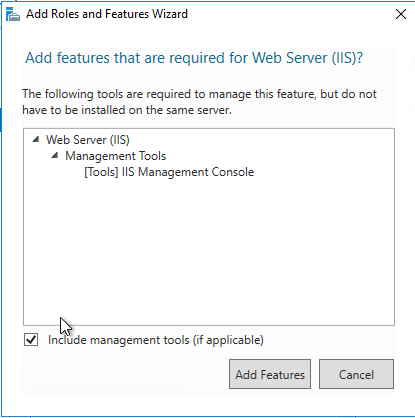 Add Roles and Features Wizard
Add features that are required for Web Server (IIS)?
The following tools are required to manage this feature, but do not
have to be installed on the same server.
Web Server (IIS)
Management Tools
[Tools] IIS Management Console
Include management tools (if applicable)
Add Features
Cancel